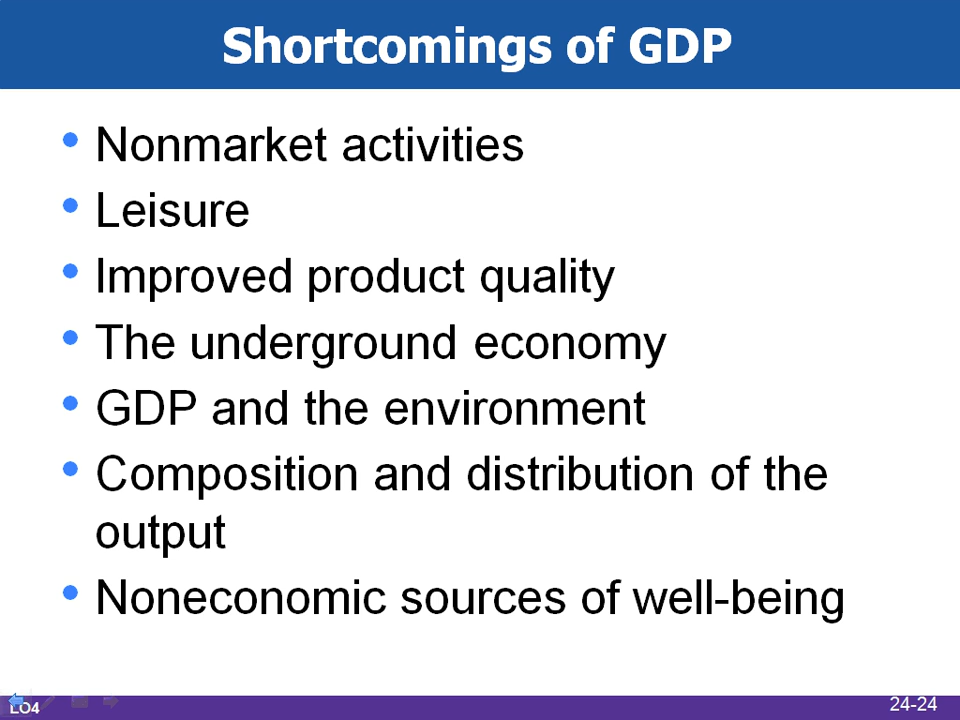 Shortcomings of GDP
• Nonmarket activities
• Leisure
• Improved product quality
• The underground economy
• GDP and the environment
• Composition and distribution of the
output
• Noneconomic sources of well-being
LO4
24-24